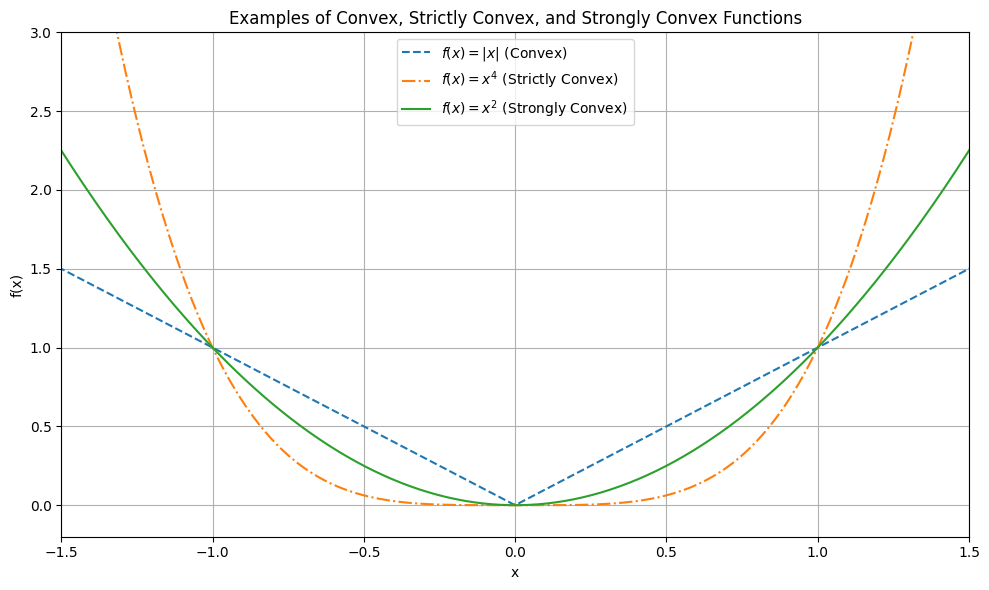 Examples of Convex, Strictly Convex, and Strongly Convex Functions
f(x) = |x| (Convex)
f(x) = x⁴ (Strictly Convex)
f(x) = x² (Strongly Convex)
f(x)
3.0
2.5
2.0
1.5
1.0
0.5
0.0
−1.5 −1.0 −0.5 0.0 0.5 1.0 1.5
x